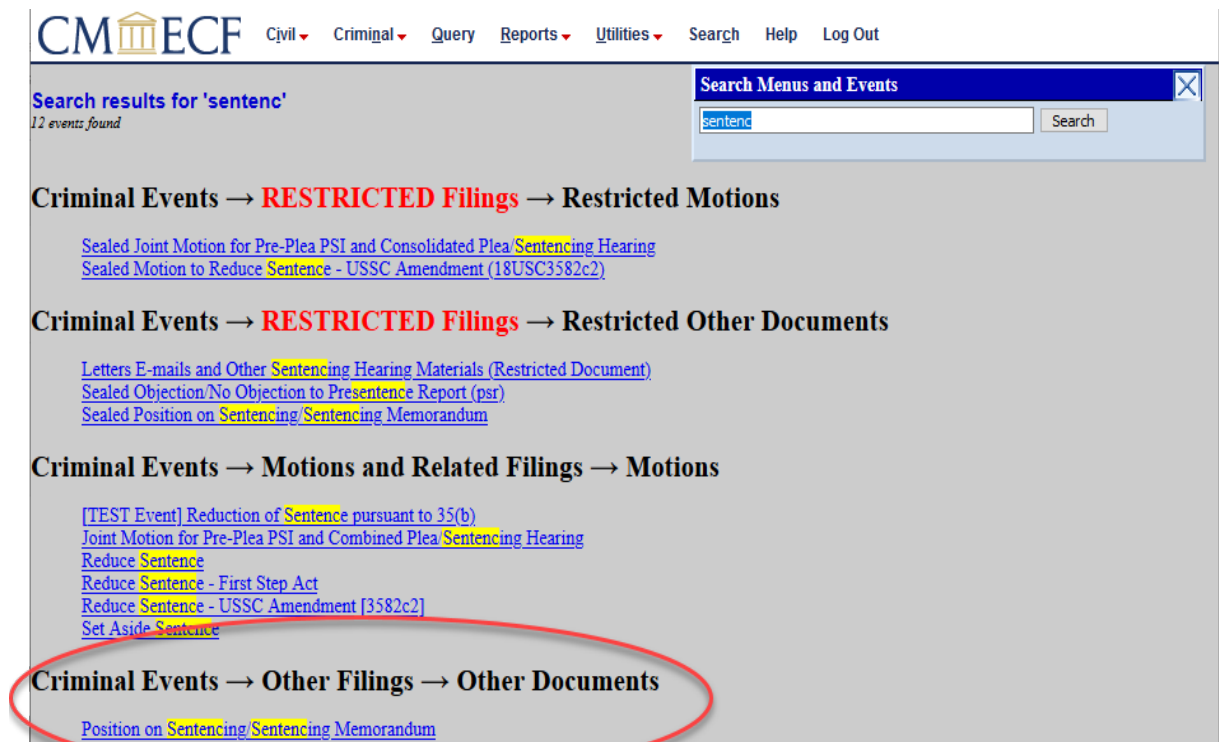 CM ECF Civil Criminal Query Reports Utilities Search Help Log Out
Search Menus and Events
Search results for 'sentenc'
12 events found
sentenc Search
Criminal Events → RESTRICTED Filings → Restricted Motions
Sealed Joint Motion for Pre-Plea PSI and Consolidated Plea/Sentencing Hearing
Sealed Motion to Reduce Sentence - USSC Amendment (18USC3582c2)
Criminal Events → RESTRICTED Filings → Restricted Other Documents
Letters E-mails and Other Sentencing Hearing Materials (Restricted Document)
Sealed Objection/No Objection to Presentence Report (psr)
Sealed Position on Sentencing/Sentencing Memorandum
Criminal Events → Motions and Related Filings → Motions
[TEST Event] Reduction of Sentence pursuant to 35(b)
Joint Motion for Pre-Plea PSI and Combined Plea/Sentencing Hearing
Reduce Sentence
Reduce Sentence - First Step Act
Reduce Sentence - USSC Amendment [3582c2]
Set Aside Sentence
Criminal Events → Other Filings → Other Documents
Position on Sentencing/Sentencing Memorandum